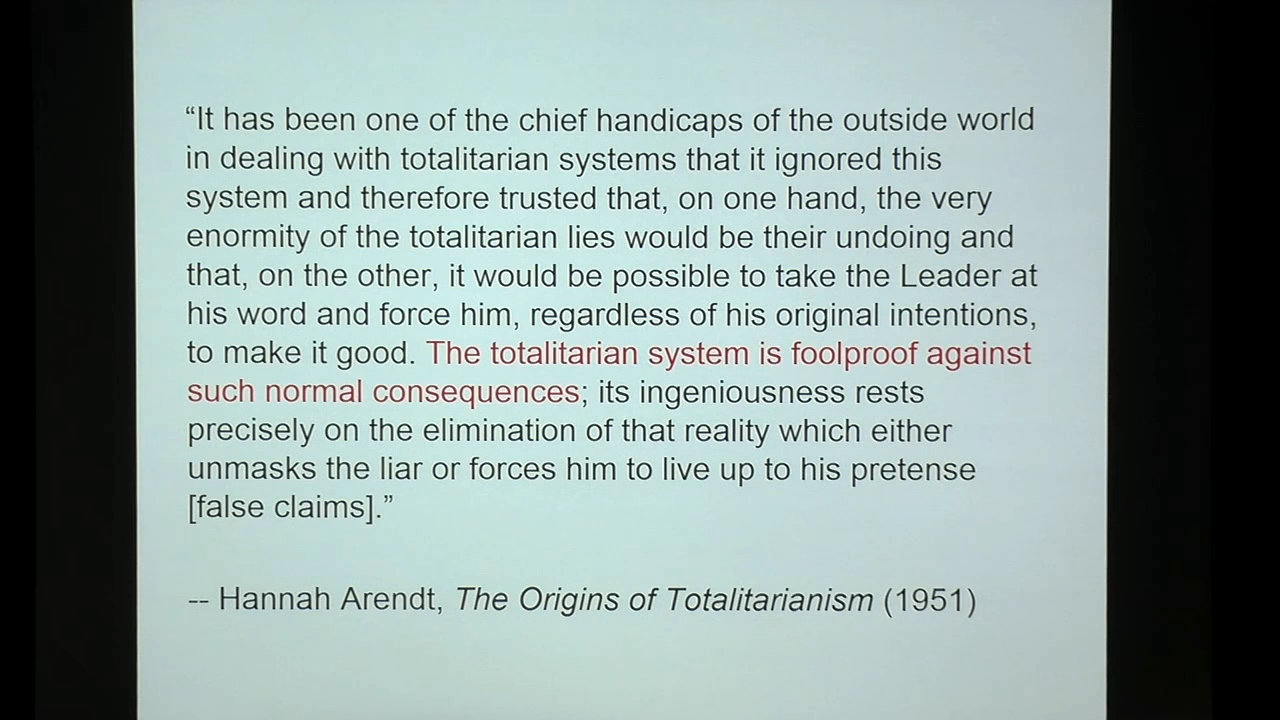 “It has been one of the chief handicaps of the outside world
in dealing with totalitarian systems that it ignored this
system and therefore trusted that, on one hand, the very
enormity of the totalitarian lies would be their undoing and
that, on the other, it would be possible to take the Leader at
his word and force him, regardless of his original intentions,
to make it good. The totalitarian system is foolproof against
such normal consequences; its ingeniousness rests
precisely on the elimination of that reality which either
unmasks the liar or forces him to live up to his pretense
[false claims].”
-- Hannah Arendt, The Origins of Totalitarianism (1951)